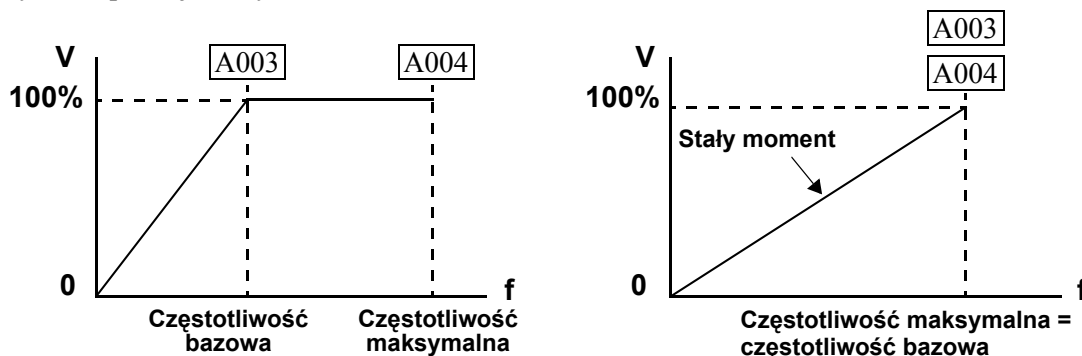 A003
V
A003
A004
V
A004
100%
100%
Stały moment
0
f
0
f
Częstotliwość
bazowa
Częstotliwość
maksymalna
Częstotliwość maksymalna =
częstotliwość bazowa